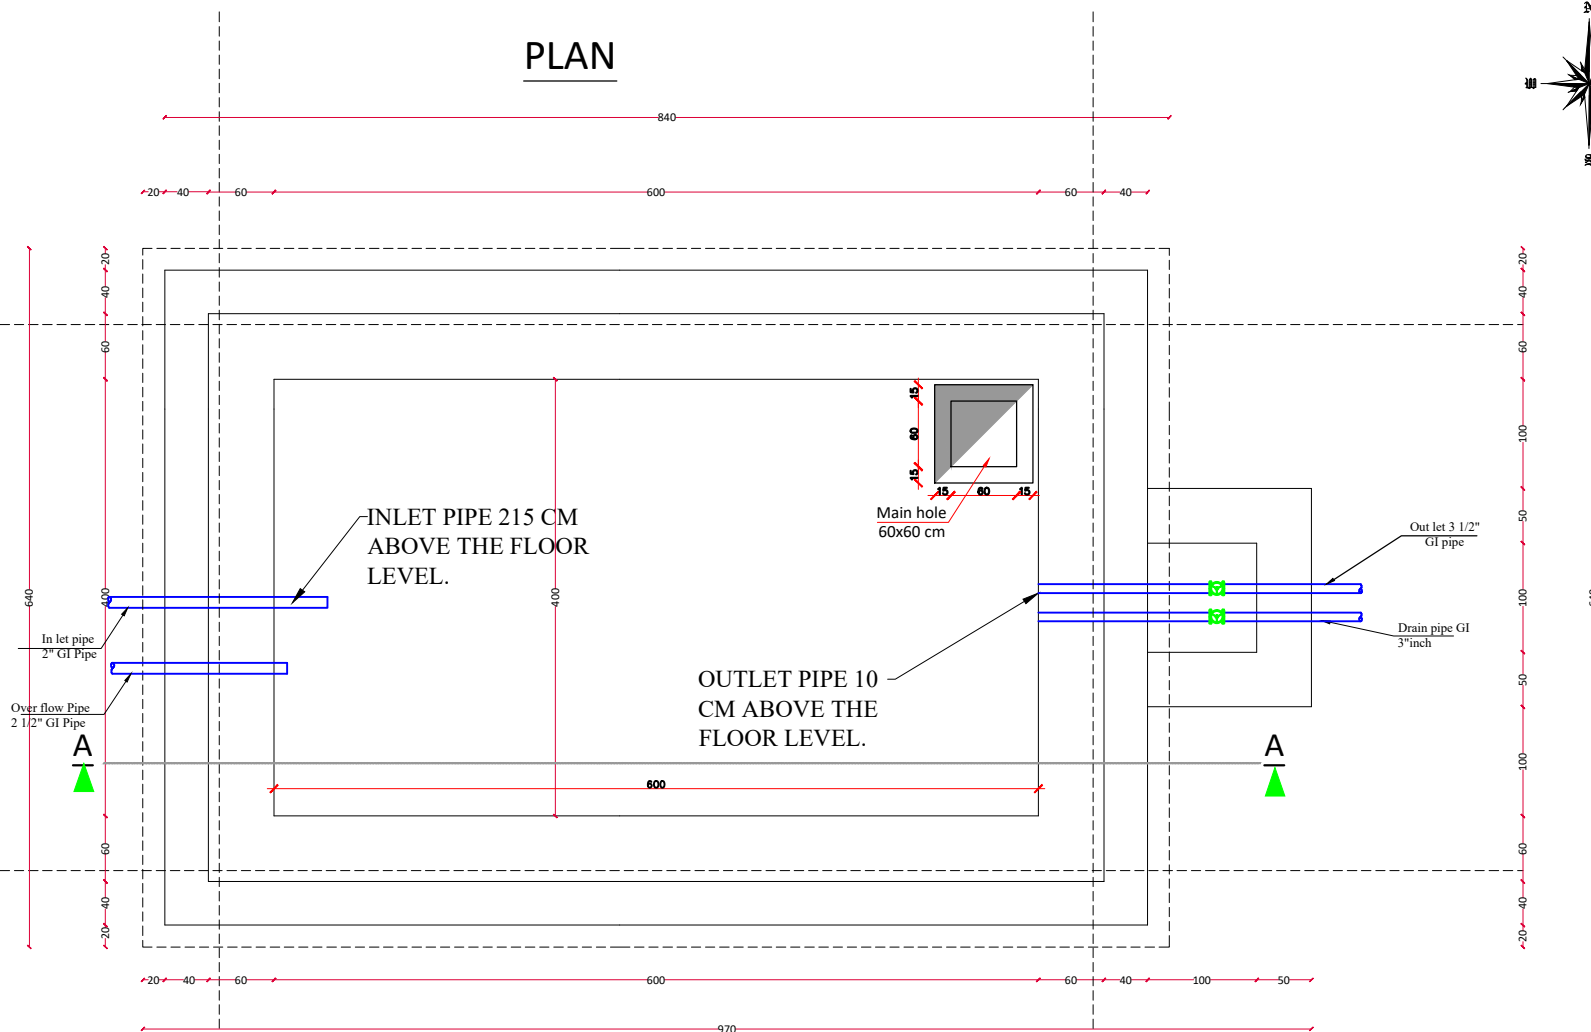 PLAN
N
W
S
840
20 40 60 600 60 40
20
40
60
400
60
40
20
640
20
40
60
100
50
100
50
100
60
40
20
15
60
15
15 60 15
Main hole
60x60 cm
INLET PIPE 215 CM
ABOVE THE FLOOR
LEVEL.
400
Out let 3 1/2"
GI pipe
In let pipe
2" GI Pipe
Drain pipe GI
3"inch
Over flow Pipe
2 1/2" GI Pipe
OUTLET PIPE 10
CM ABOVE THE
FLOOR LEVEL.
A
A
600
20 40 60 600 60 40 100 50
970